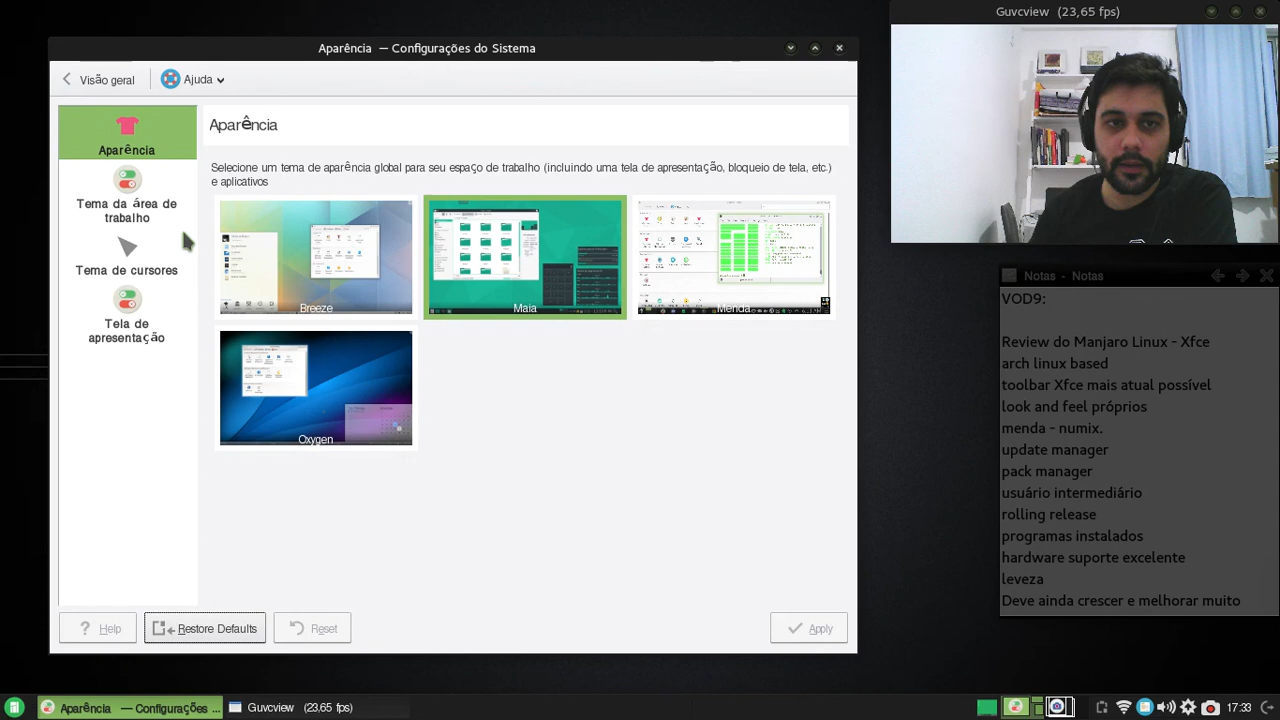 Guvcview (23,65 fps)
Aparência — Configurações do Sistema
Visão geral
Ajuda
Aparência
Tema da área de
trabalho
Tema de cursores
Tela de
apresentação
Aparência
Selecione um tema de aparência global para seu espaço de trabalho (incluindo uma tela de apresentação, bloqueio de tela, etc.)
e aplicativos
Breeze
Maia
Menda
Oxygen
Help
Restore Defaults
Reset
Apply
Notas - Notas
VOD9:
Review do Manjaro Linux - Xfce
arch linux based
toolbar Xfce mais atual possível
look and feel próprios
menda - numix.
update manager
pack manager
usuário intermediário
rolling release
programas instalados
hardware suporte excelente
leveza
Deve ainda crescer e melhorar muito
Aparência — Configurações ...
Guvcview (23,65 fps)
17:33